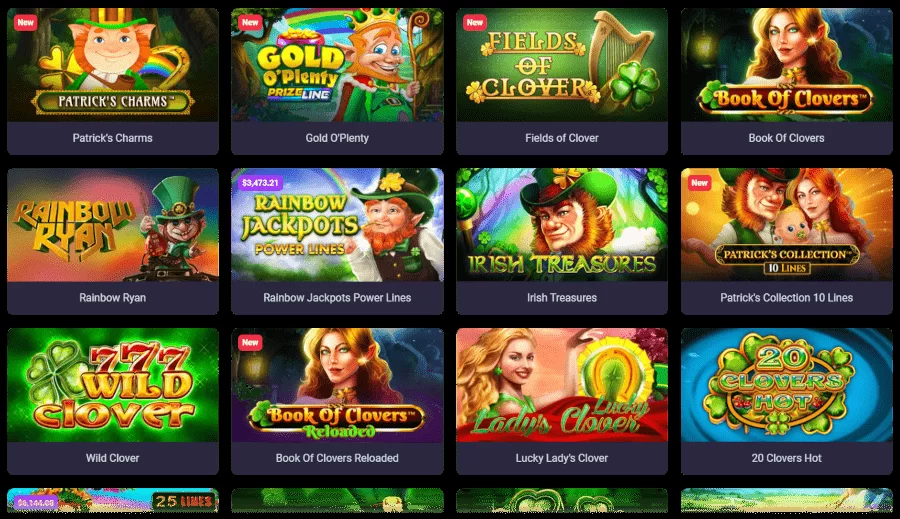 New
PATRICK'S CHARMS™
Patrick's Charms
New
GOLD
O'PLENTY
PRIZE LINE
Gold O'Plenty
New
FIELDS
OF
CLOVER
Fields of Clover
Book Of Clovers™
Book Of Clovers
RAINBOW
RYAN
Rainbow Ryan
$3,473.21
RAINBOW
JACKPOTS
POWER LINES
Rainbow Jackpots Power Lines
IRISH TREASURES
Irish Treasures
New
PATRICK'S COLLECTION™
10 LINES
Patrick's Collection 10 Lines
777
WILD
clover
Wild Clover
New
Book Of Clovers™
Reloaded
Book Of Clovers Reloaded
Lucky
Lady's Clover
Lucky Lady's Clover
20
CLOVERS
HOT
20 Clovers Hot
25 LINES